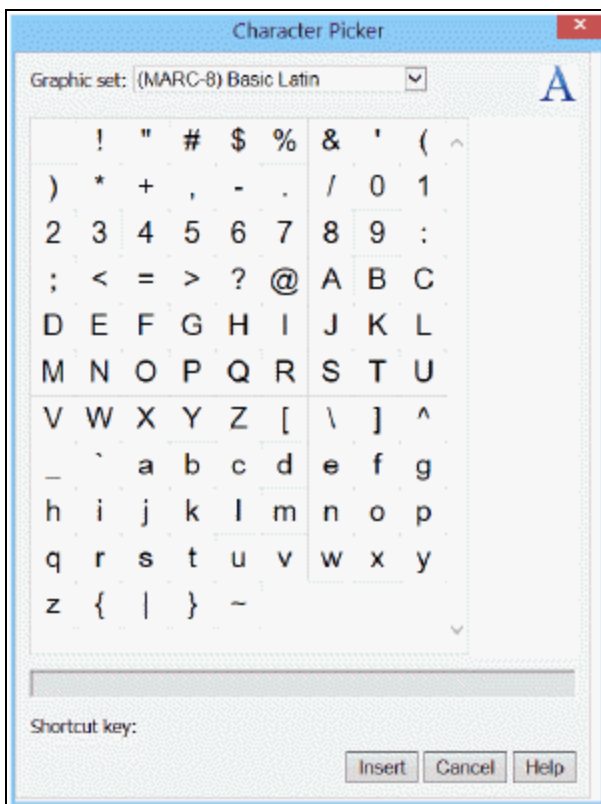 Character Picker
Graphic set: (MARC-8) Basic Latin
A
! " # $ % & ' (
) * + , - . / 0 1
2 3 4 5 6 7 8 9 :
; < = > ? @ A B C
D E F G H I J K L
M N O P Q R S T U
V W X Y Z [ \ ] ^
_ ` a b c d e f g
h i j k l m n o p
q r s t u v w x y
z { | } ~
Shortcut key:
Insert Cancel Help